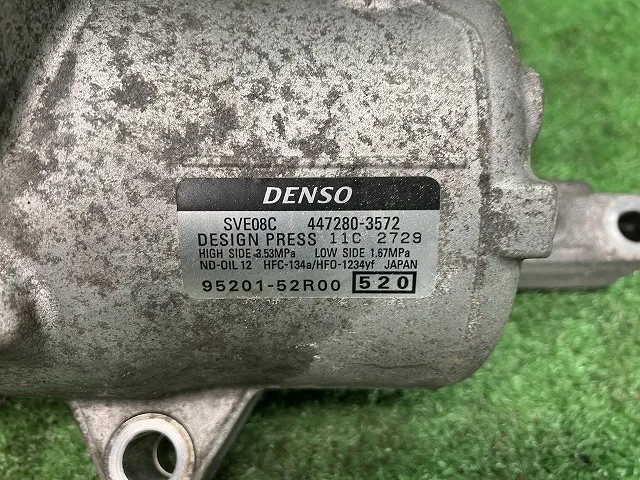 DENSO
SVE08C 447280-3572
DESIGN PRESS 11C 2729
HIGH SIDE 3.53MPa LOW SIDE 1.67MPa
ND-OIL 12 HFC-134a/HFO-1234yf JAPAN
95201-52R00 520